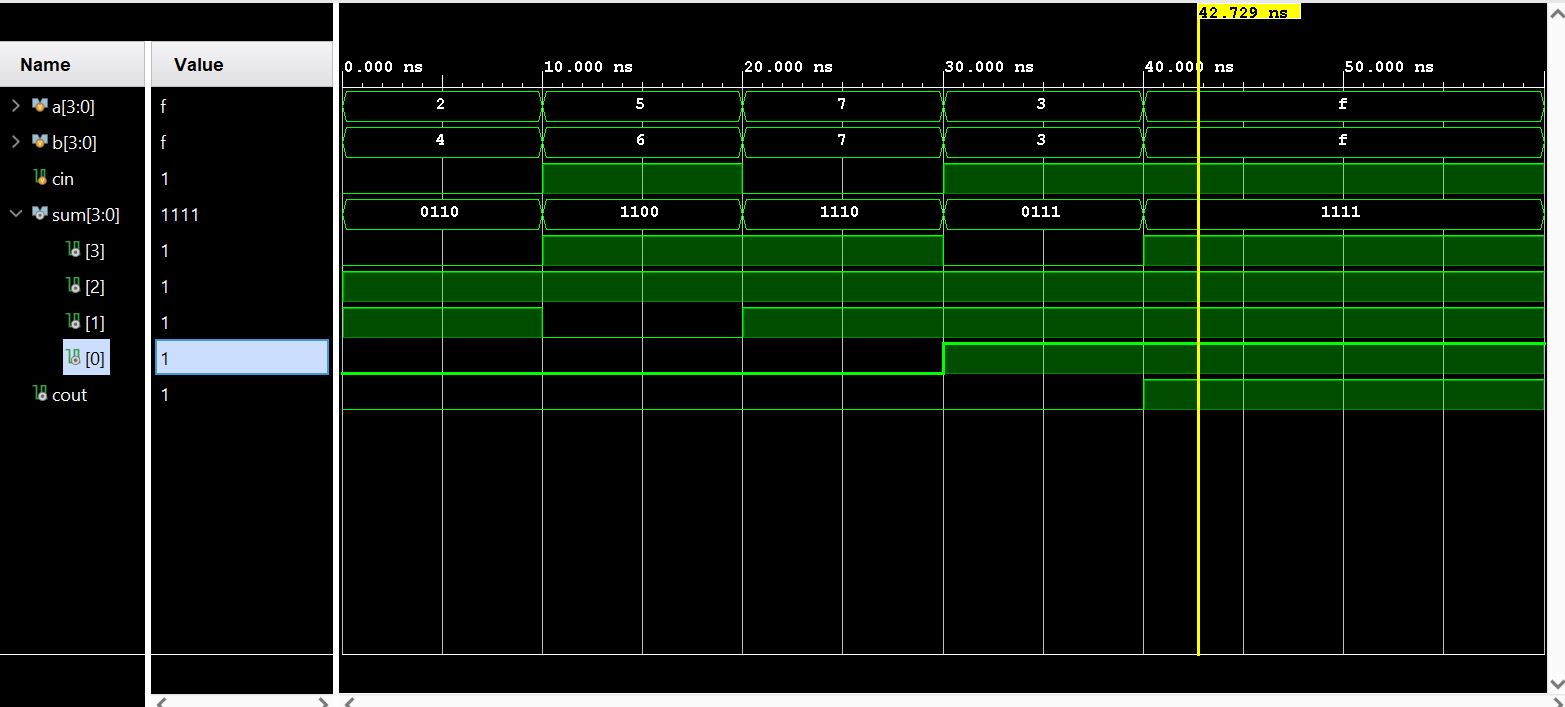 42.729 ns
Name Value 0.000 ns 10.000 ns 20.000 ns 30.000 ns 40.000 ns 50.000 ns
a[3:0] f 2 5 7 3 f
b[3:0] f 4 6 7 3 f
cin 1
sum[3:0] 1111 0110 1100 1110 0111 1111
[3] 1
[2] 1
[1] 1
[0] 1
cout 1